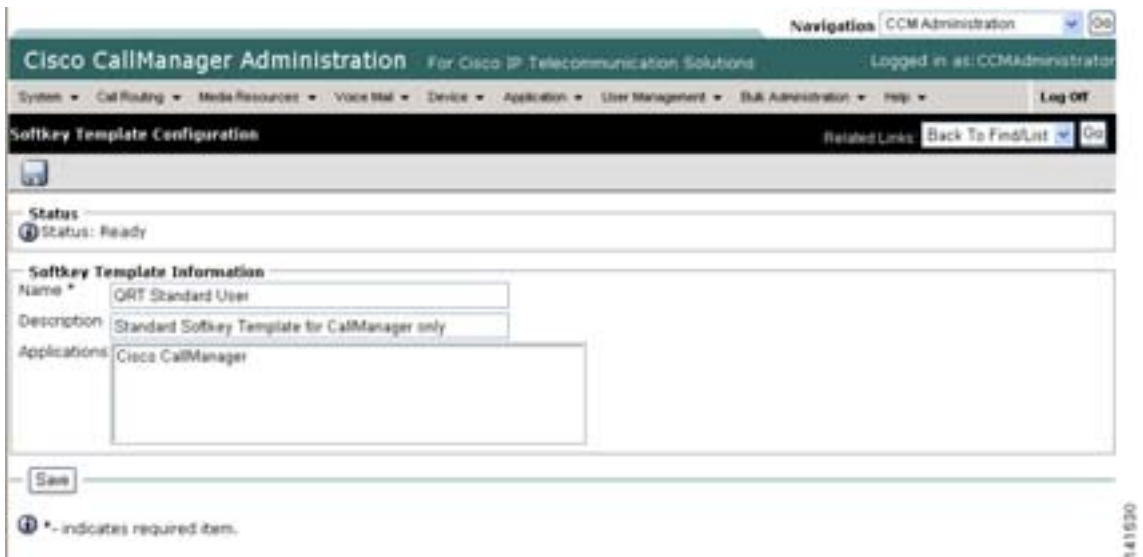 Navigation CCM Administration Go
Cisco CallManager Administration For Cisco IP Telecommunication Solutions Logged in as:CCMAdministrator
System Call Routing Media Resources Voice Mail Device Application User Management Bulk Administration Help Log Off
Softkey Template Configuration Related Links: Back To Find/List Go
Status
Status: Ready
Softkey Template Information
Name * QRT Standard User
Description Standard Softkey Template for CallManager only
Applications Cisco CallManager
Save
*- indicates required item.
141530